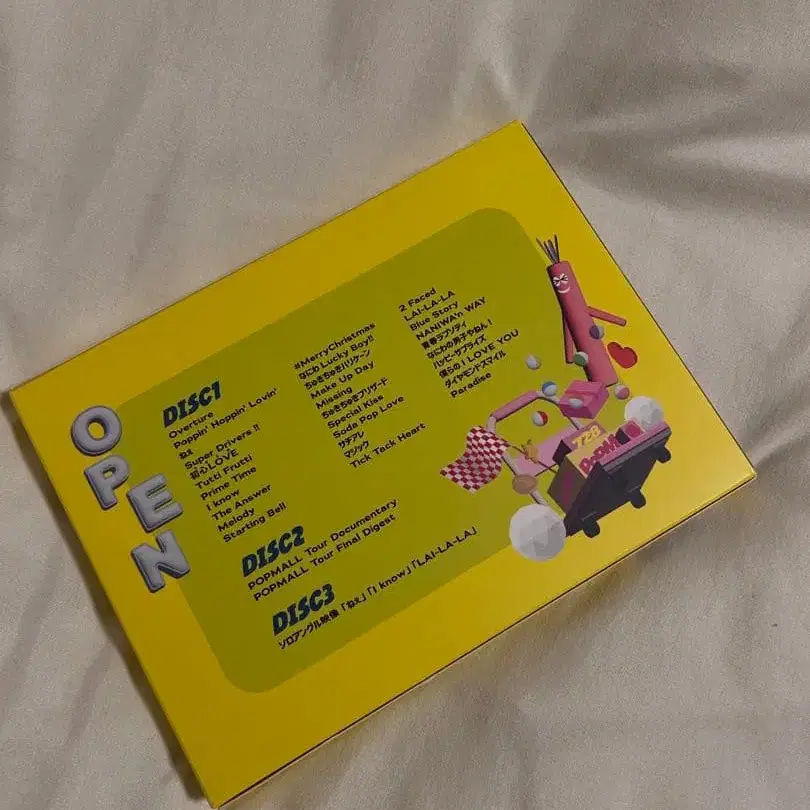 OPEN
DISC1
Overture
Poppin' Hoppin' Lovin'
ねぇ
Super Drivers !!
初心LOVE
Tutti Frutti
Prime Time
I know
The Answer
Melody
Starting Bell
#MerryChristmas
なにわ Lucky Boy!!
ちゅきちゅきハリケーン
Make Up Day
Missing
ちゅきちゅきブリザード
Special Kiss
Soda Pop Love
サチアレ
マジック
Tick Tack Heart
2 Faced
LAI-LA-LA
Blue Story
NANIWA'n WAY
青春ラプソディ
なにわの男子やねん！
ハッピーサプライズ
僕らの I LOVE YOU
ダイヤモンドスマイル
Paradise
DISC2
POPMALL Tour Documentary
POPMALL Tour Final Digest
DISC3
ソロアングル映像「ねぇ」「I know」「LAI-LA-LA」
728